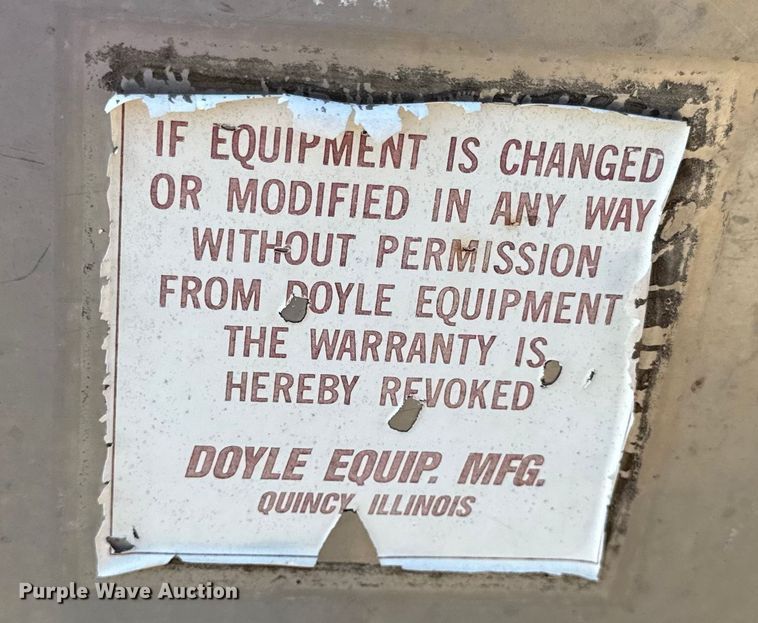 IF EQUIPMENT IS CHANGED
OR MODIFIED IN ANY WAY
WITHOUT PERMISSION
FROM DOYLE EQUIPMENT
THE WARRANTY IS
HEREBY REVOKED
DOYLE EQUIP. MFG.
QUINCY, ILLINOIS
Purple Wave Auction